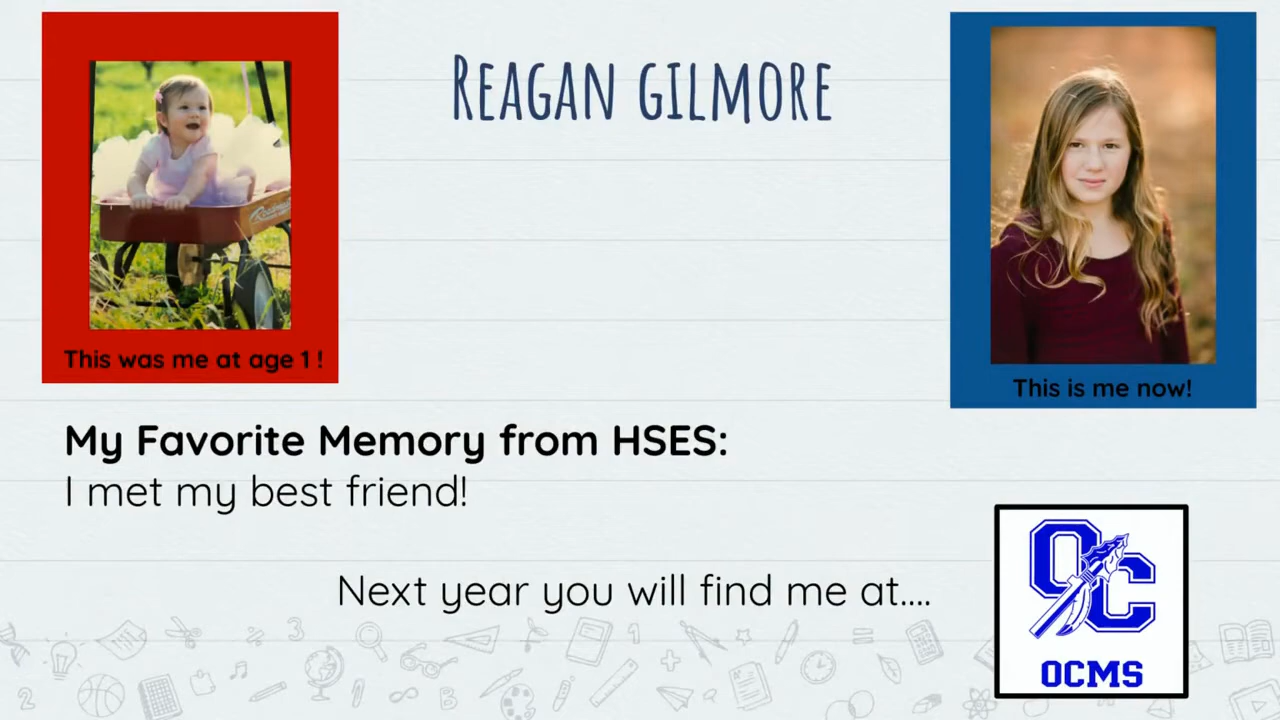 Reagan Gilmore
This was me at age 1 !
This is me now!
My Favorite Memory from HSES:
I met my best friend!
Next year you will find me at....
OC
OCMS